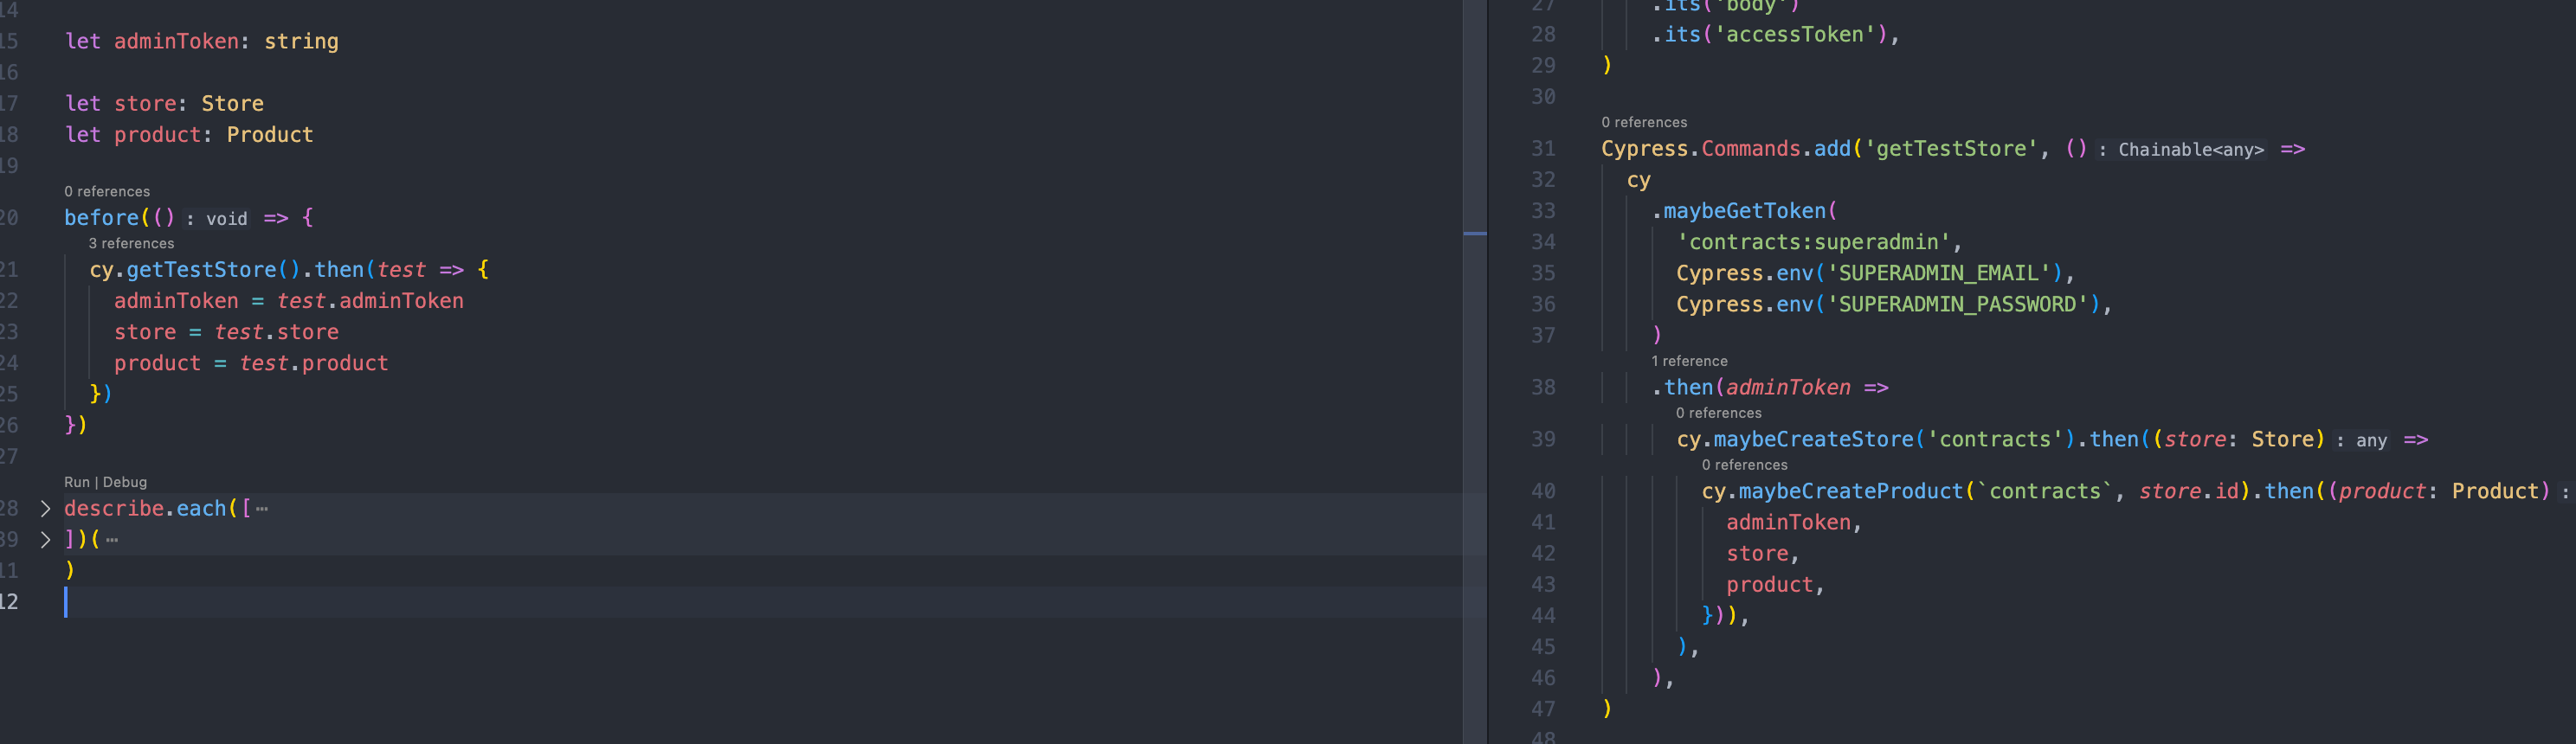 14
15 let adminToken: string
16
17 let store: Store
18 let product: Product
19
0 references
20 before((): void => {
3 references
21 cy.getTestStore().then(test => {
22 adminToken = test.adminToken
23 store = test.store
24 product = test.product
25 })
26 })
27
Run | Debug
28 describe.each([…
39 ])(…
11 )
12
27 .its('body')
28 .its('accessToken'),
29 )
30
0 references
31 Cypress.Commands.add('getTestStore', (): Chainable<any> =>
32 cy
33 .maybeGetToken(
34 'contracts:superadmin',
35 Cypress.env('SUPERADMIN_EMAIL'),
36 Cypress.env('SUPERADMIN_PASSWORD'),
37 )
1 reference
38 .then(adminToken =>
0 references
39 cy.maybeCreateStore('contracts').then((store: Store): any =>
0 references
40 cy.maybeCreateProduct(`contracts`, store.id).then((product: Product) :
41 adminToken,
42 store,
43 product,
44 })),
45 ),
46 ),
47 )
48